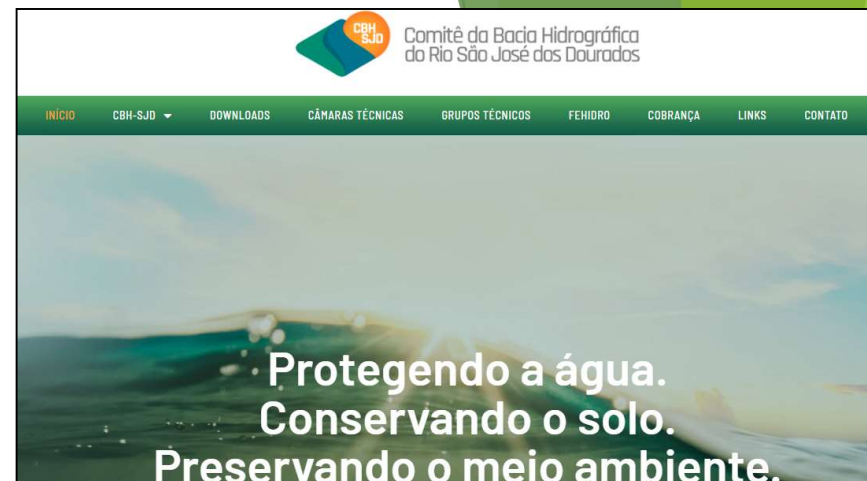 CBH
SJD
Comitê da Bacia Hidrográfica
do Rio São José dos Dourados
INÍCIO CBH-SJD DOWNLOADS CÂMARAS TÉCNICAS GRUPOS TÉCNICOS FEHIDRO COBRANÇA LINKS CONTATO
Protegendo a água.
Conservando o solo.
Preservando o meio ambiente.